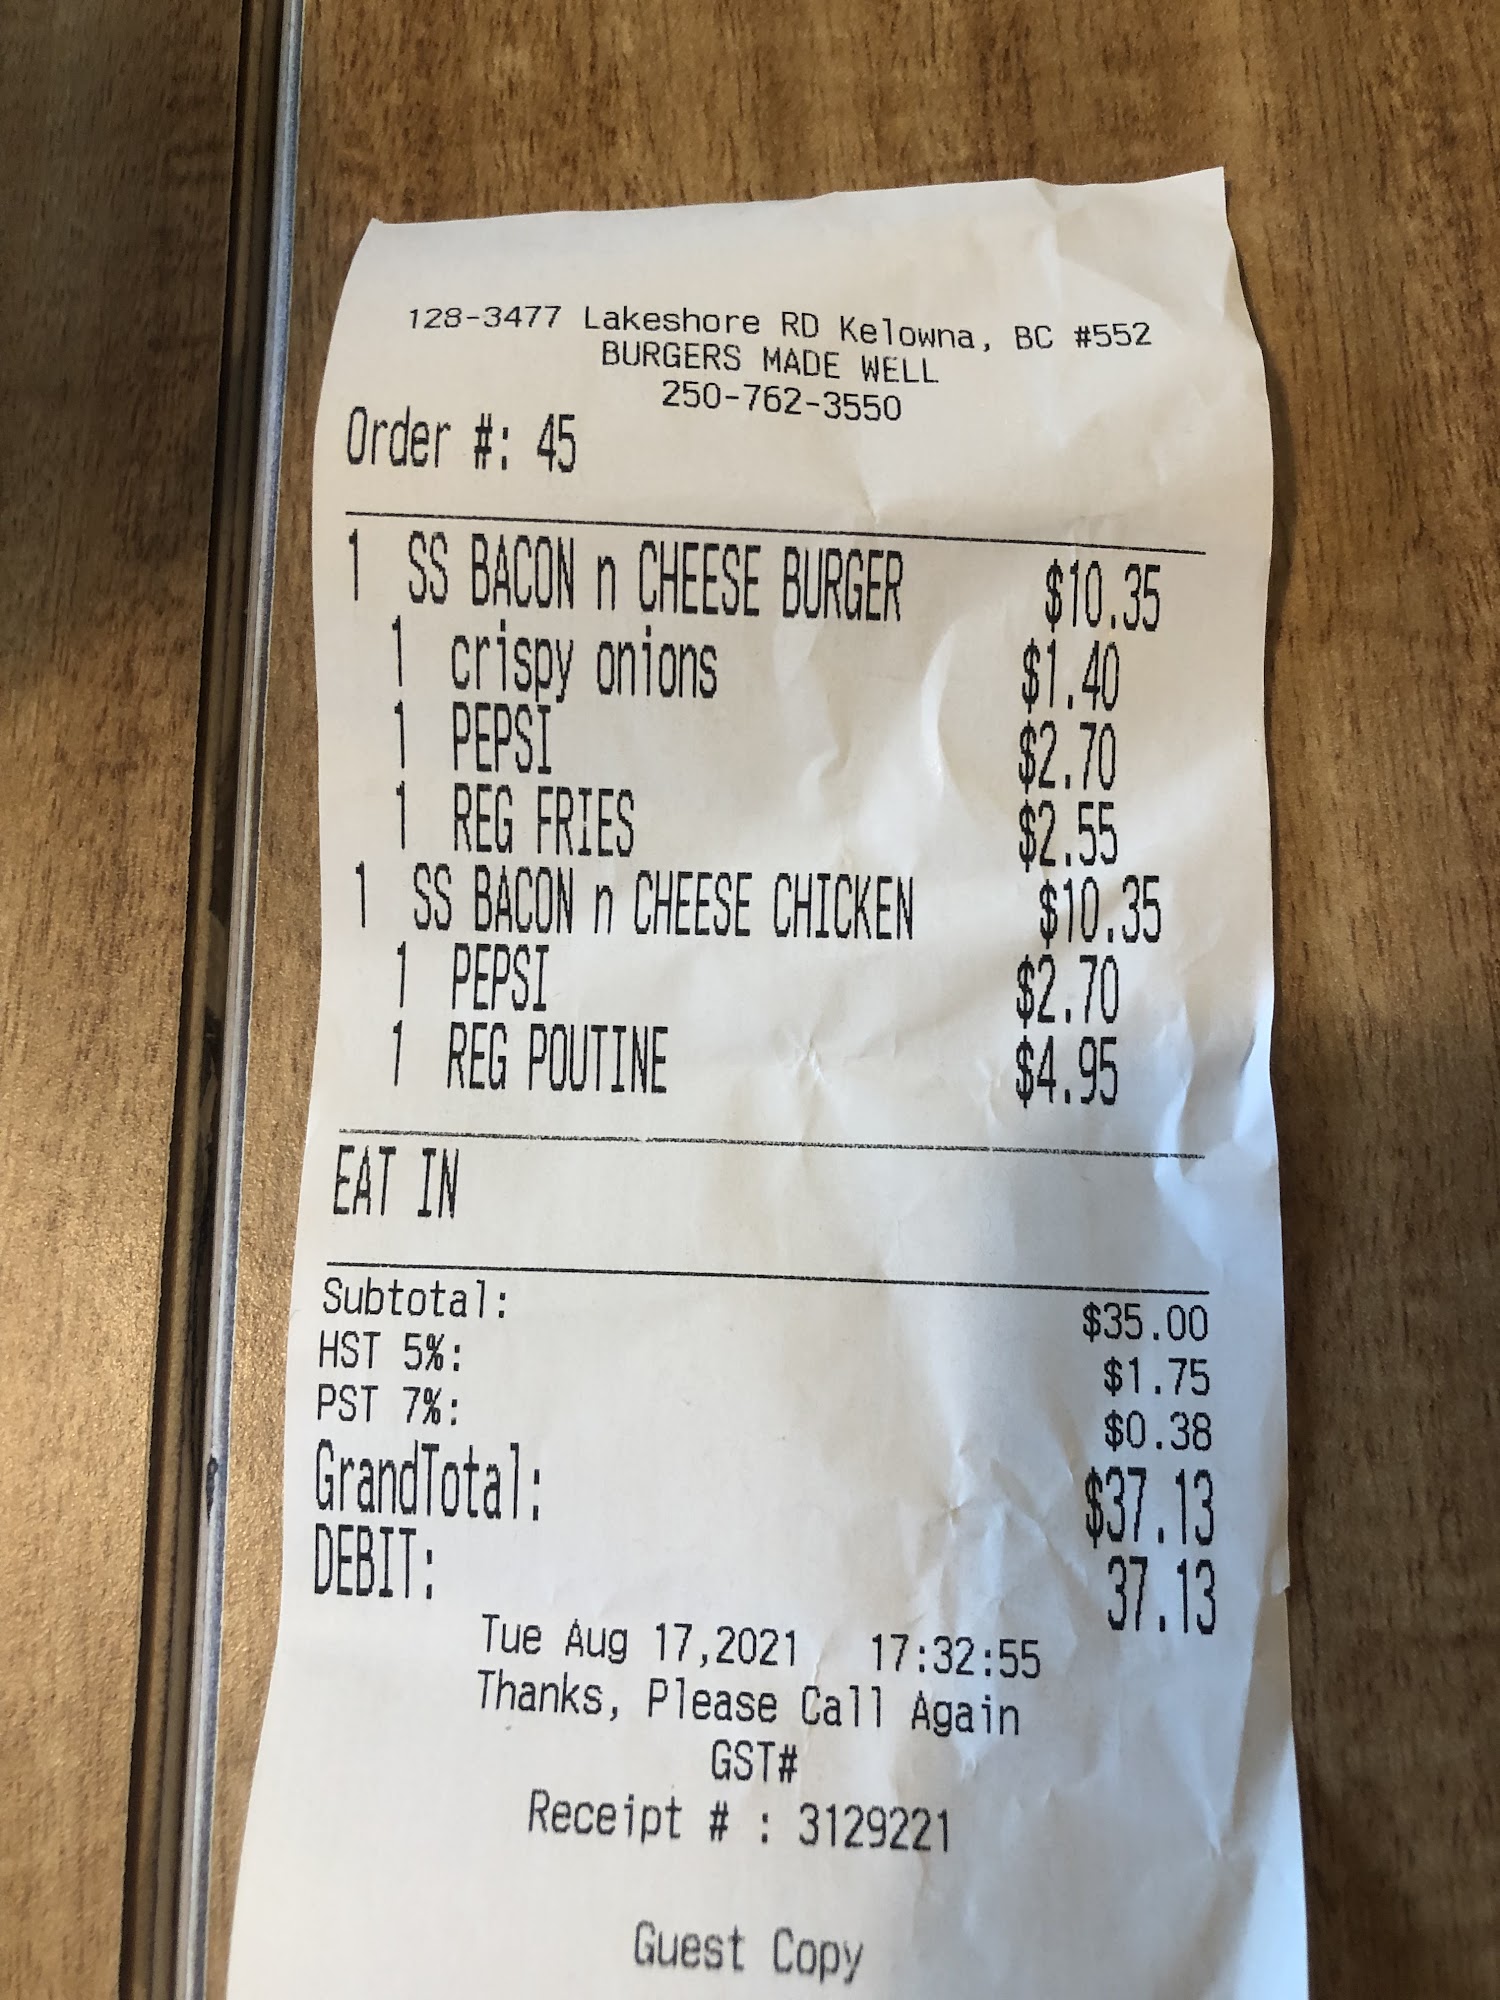 128-3477 Lakeshore RD Kelowna, BC #552
BURGERS MADE WELL
250-762-3550
Order #: 45
1 SS BACON n CHEESE BURGER $10.35
1 crispy onions $1.40
1 PEPSI $2.70
1 REG FRIES $2.55
1 SS BACON n CHEESE CHICKEN $10.35
1 PEPSI $2.70
1 REG POUTINE $4.95
EAT IN
Subtotal: $35.00
HST 5%: $1.75
PST 7%: $0.38
GrandTotal: $37.13
DEBIT: 37.13
Tue Aug 17,2021 17:32:55
Thanks, Please Call Again
GST#
Receipt # : 3129221
Guest Copy